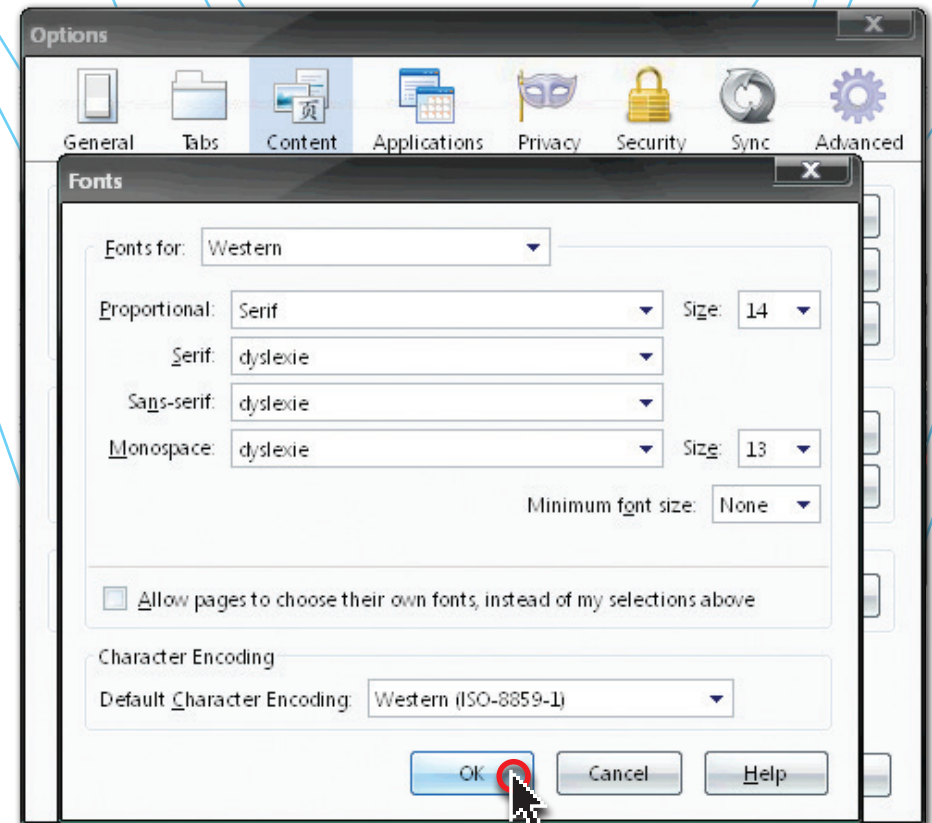 Options
X
General Tabs Content Applications Privacy Security Sync Advanced
页
Fonts
X
Fonts for: Western
Proportional: Serif Size: 14
Serif: dyslexie
Sans-serif: dyslexie
Monospace: dyslexie Size: 13
Minimum font size: None
Allow pages to choose their own fonts, instead of my selections above
Character Encoding
Default Character Encoding: Western (ISO-8859-1)
OK Cancel Help